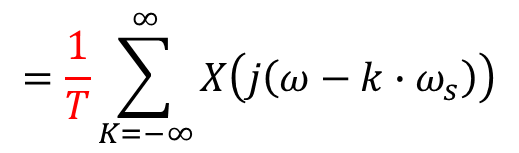 = 1/T ∑_{K=−∞}^{∞} X(j(ω − k · ω_s))